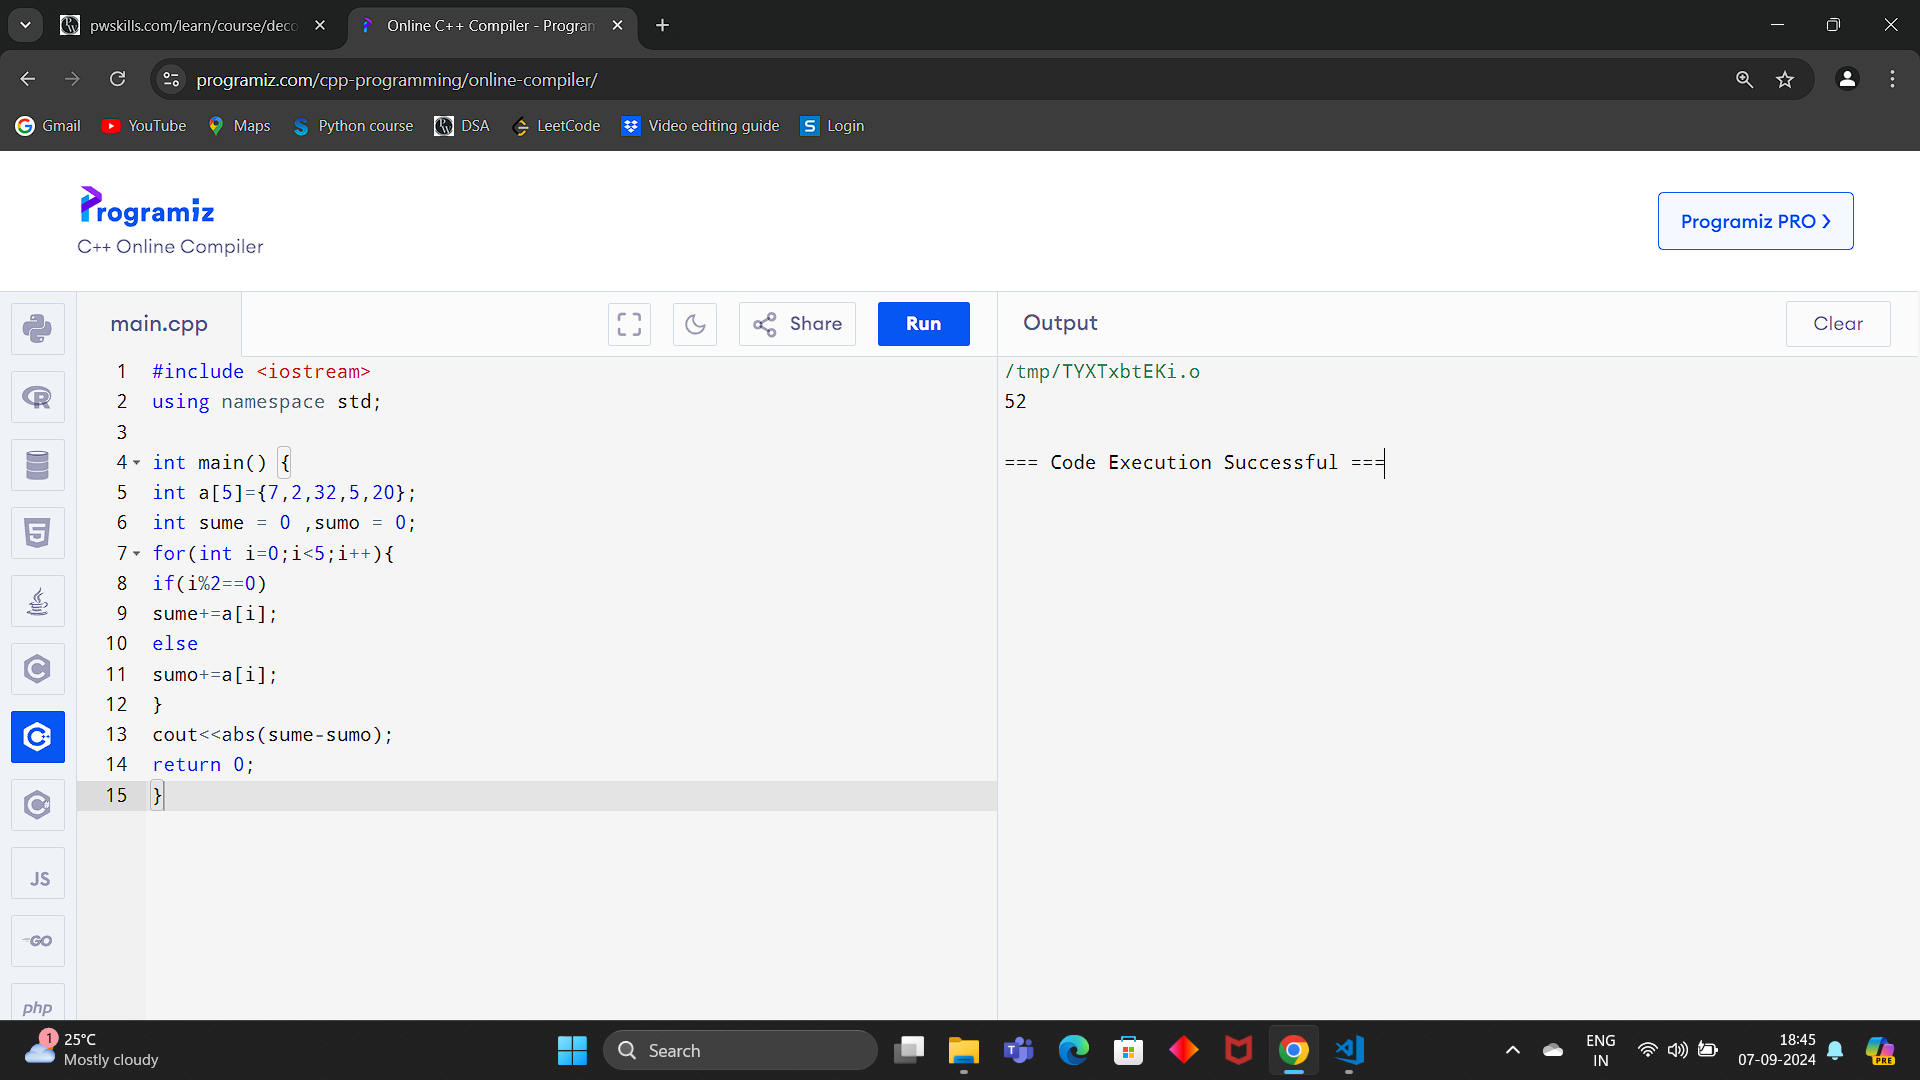 pwskills.com/learn/course/deco
Online C++ Compiler - Program
programiz.com/cpp-programming/online-compiler/
Gmail
YouTube
Maps
Python course
DSA
LeetCode
Video editing guide
S Login
Programiz
C++ Online Compiler
Programiz PRO >
main.cpp
Share
Run
Output
Clear
1 #include <iostream>
2 using namespace std;
3
4 int main() {
5 int a[5]={7,2,32,5,20};
6 int sume = 0 ,sumo = 0;
7 for(int i=0;i<5;i++){
8 if(i%2==0)
9 sume+=a[i];
10 else
11 sumo+=a[i];
12 }
13 cout<<abs(sume-sumo);
14 return 0;
15 }
/tmp/TYXTxbtEKi.o
52
=== Code Execution Successful ===
JS
GO
php
1
25°C
Mostly cloudy
Search
ENG
IN
18:45
07-09-2024
PRE